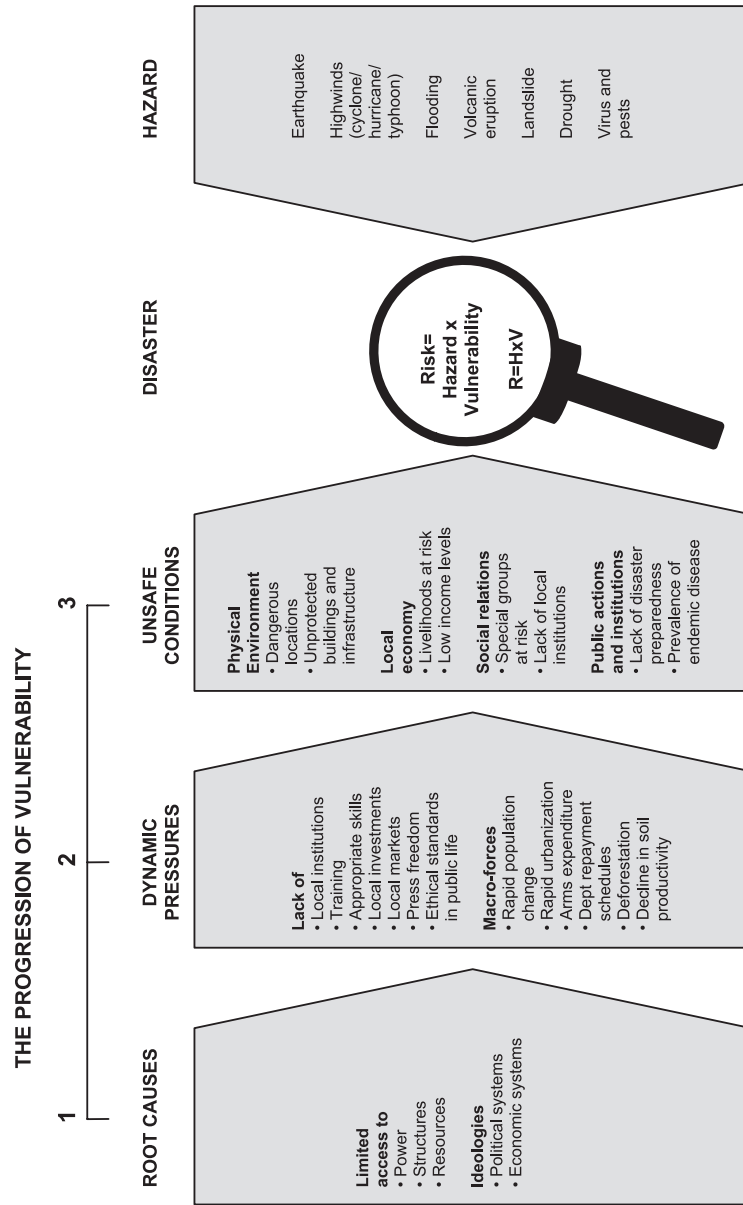 THE PROGRESSION OF VULNERABILITY
1
2
3
ROOT CAUSES
Limited
access to
• Power
• Structures
• Resources
Ideologies
• Political systems
• Economic systems
DYNAMIC
PRESSURES
Lack of
• Local institutions
• Training
• Appropriate skills
• Local investments
• Local markets
• Press freedom
• Ethical standards
in public life
Macro-forces
• Rapid population
change
• Rapid urbanization
• Arms expenditure
• Dept repayment
schedules
• Deforestation
• Decline in soil
productivity
UNSAFE
CONDITIONS
Physical
Environment
• Dangerous
locations
• Unprotected
buildings and
infrastructure
Local
economy
• Livelihoods at risk
• Low income levels
Social relations
• Special groups
at risk
• Lack of local
institutions
Public actions
and institutions
• Lack of disaster
preparedness
• Prevalence of
endemic disease
DISASTER
Risk=
Hazard x
Vulnerability
R=HxV
HAZARD
Earthquake
Highwinds
(cyclone/
hurricane/
typhoon)
Flooding
Volcanic
eruption
Landslide
Drought
Virus and
pests